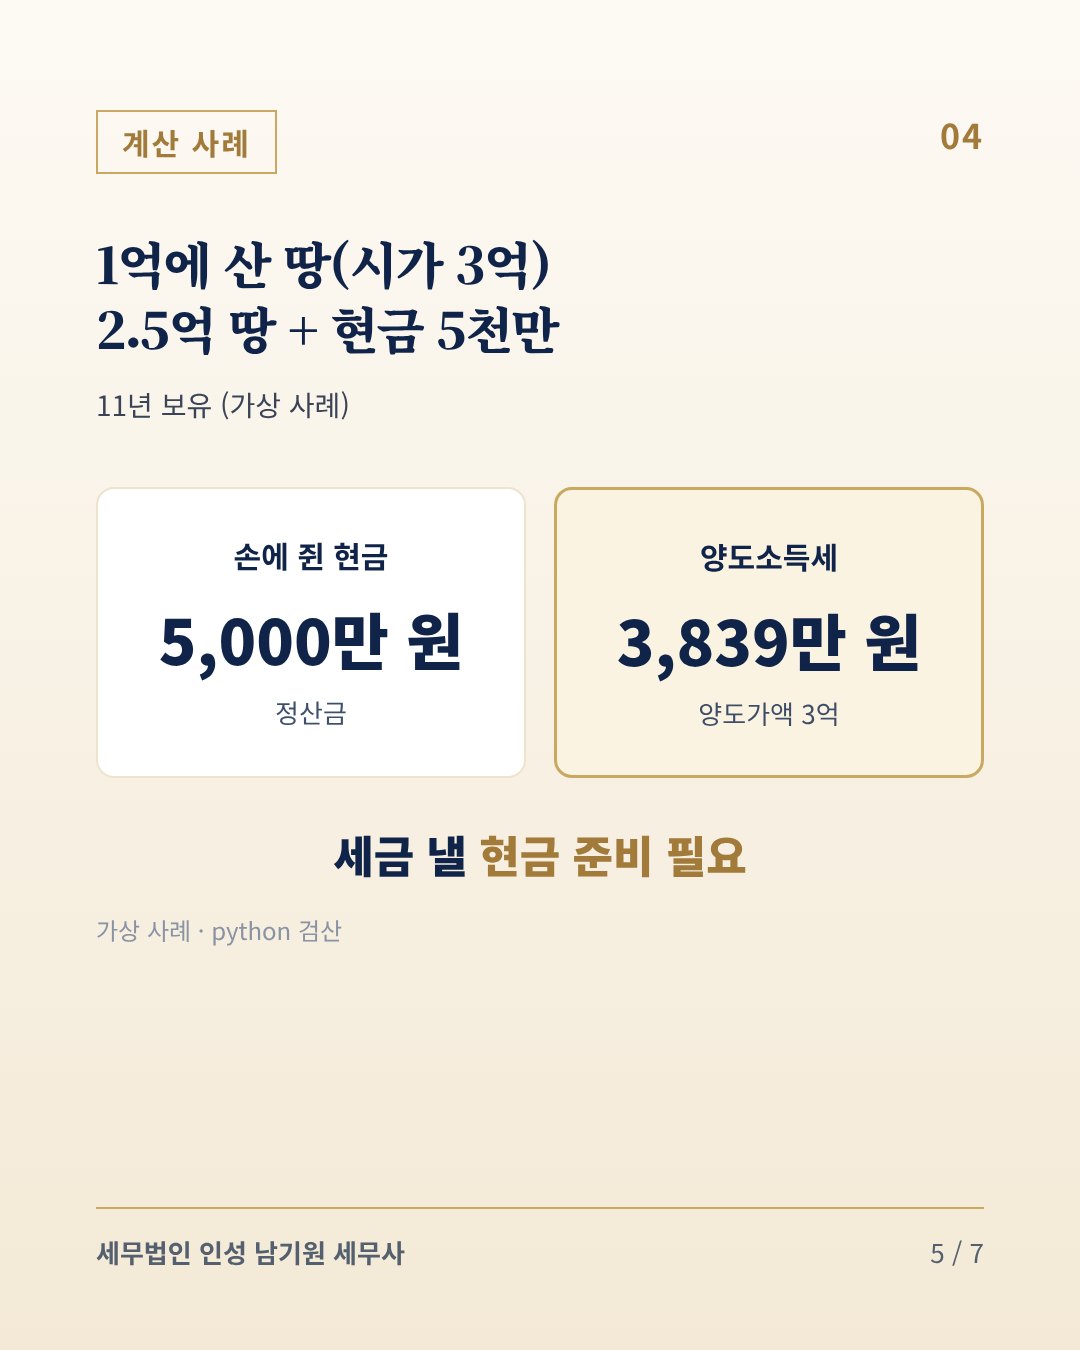 계산 사례
04
1억에 산 땅(시가 3억)
2.5억 땅 + 현금 5천만
11년 보유 (가상 사례)
손에 쥔 현금
5,000만 원
정산금
양도소득세
3,839만 원
양도가액 3억
세금 낼 현금 준비 필요
가상 사례 · python 검산
세무법인 인성 남기원 세무사
5 / 7